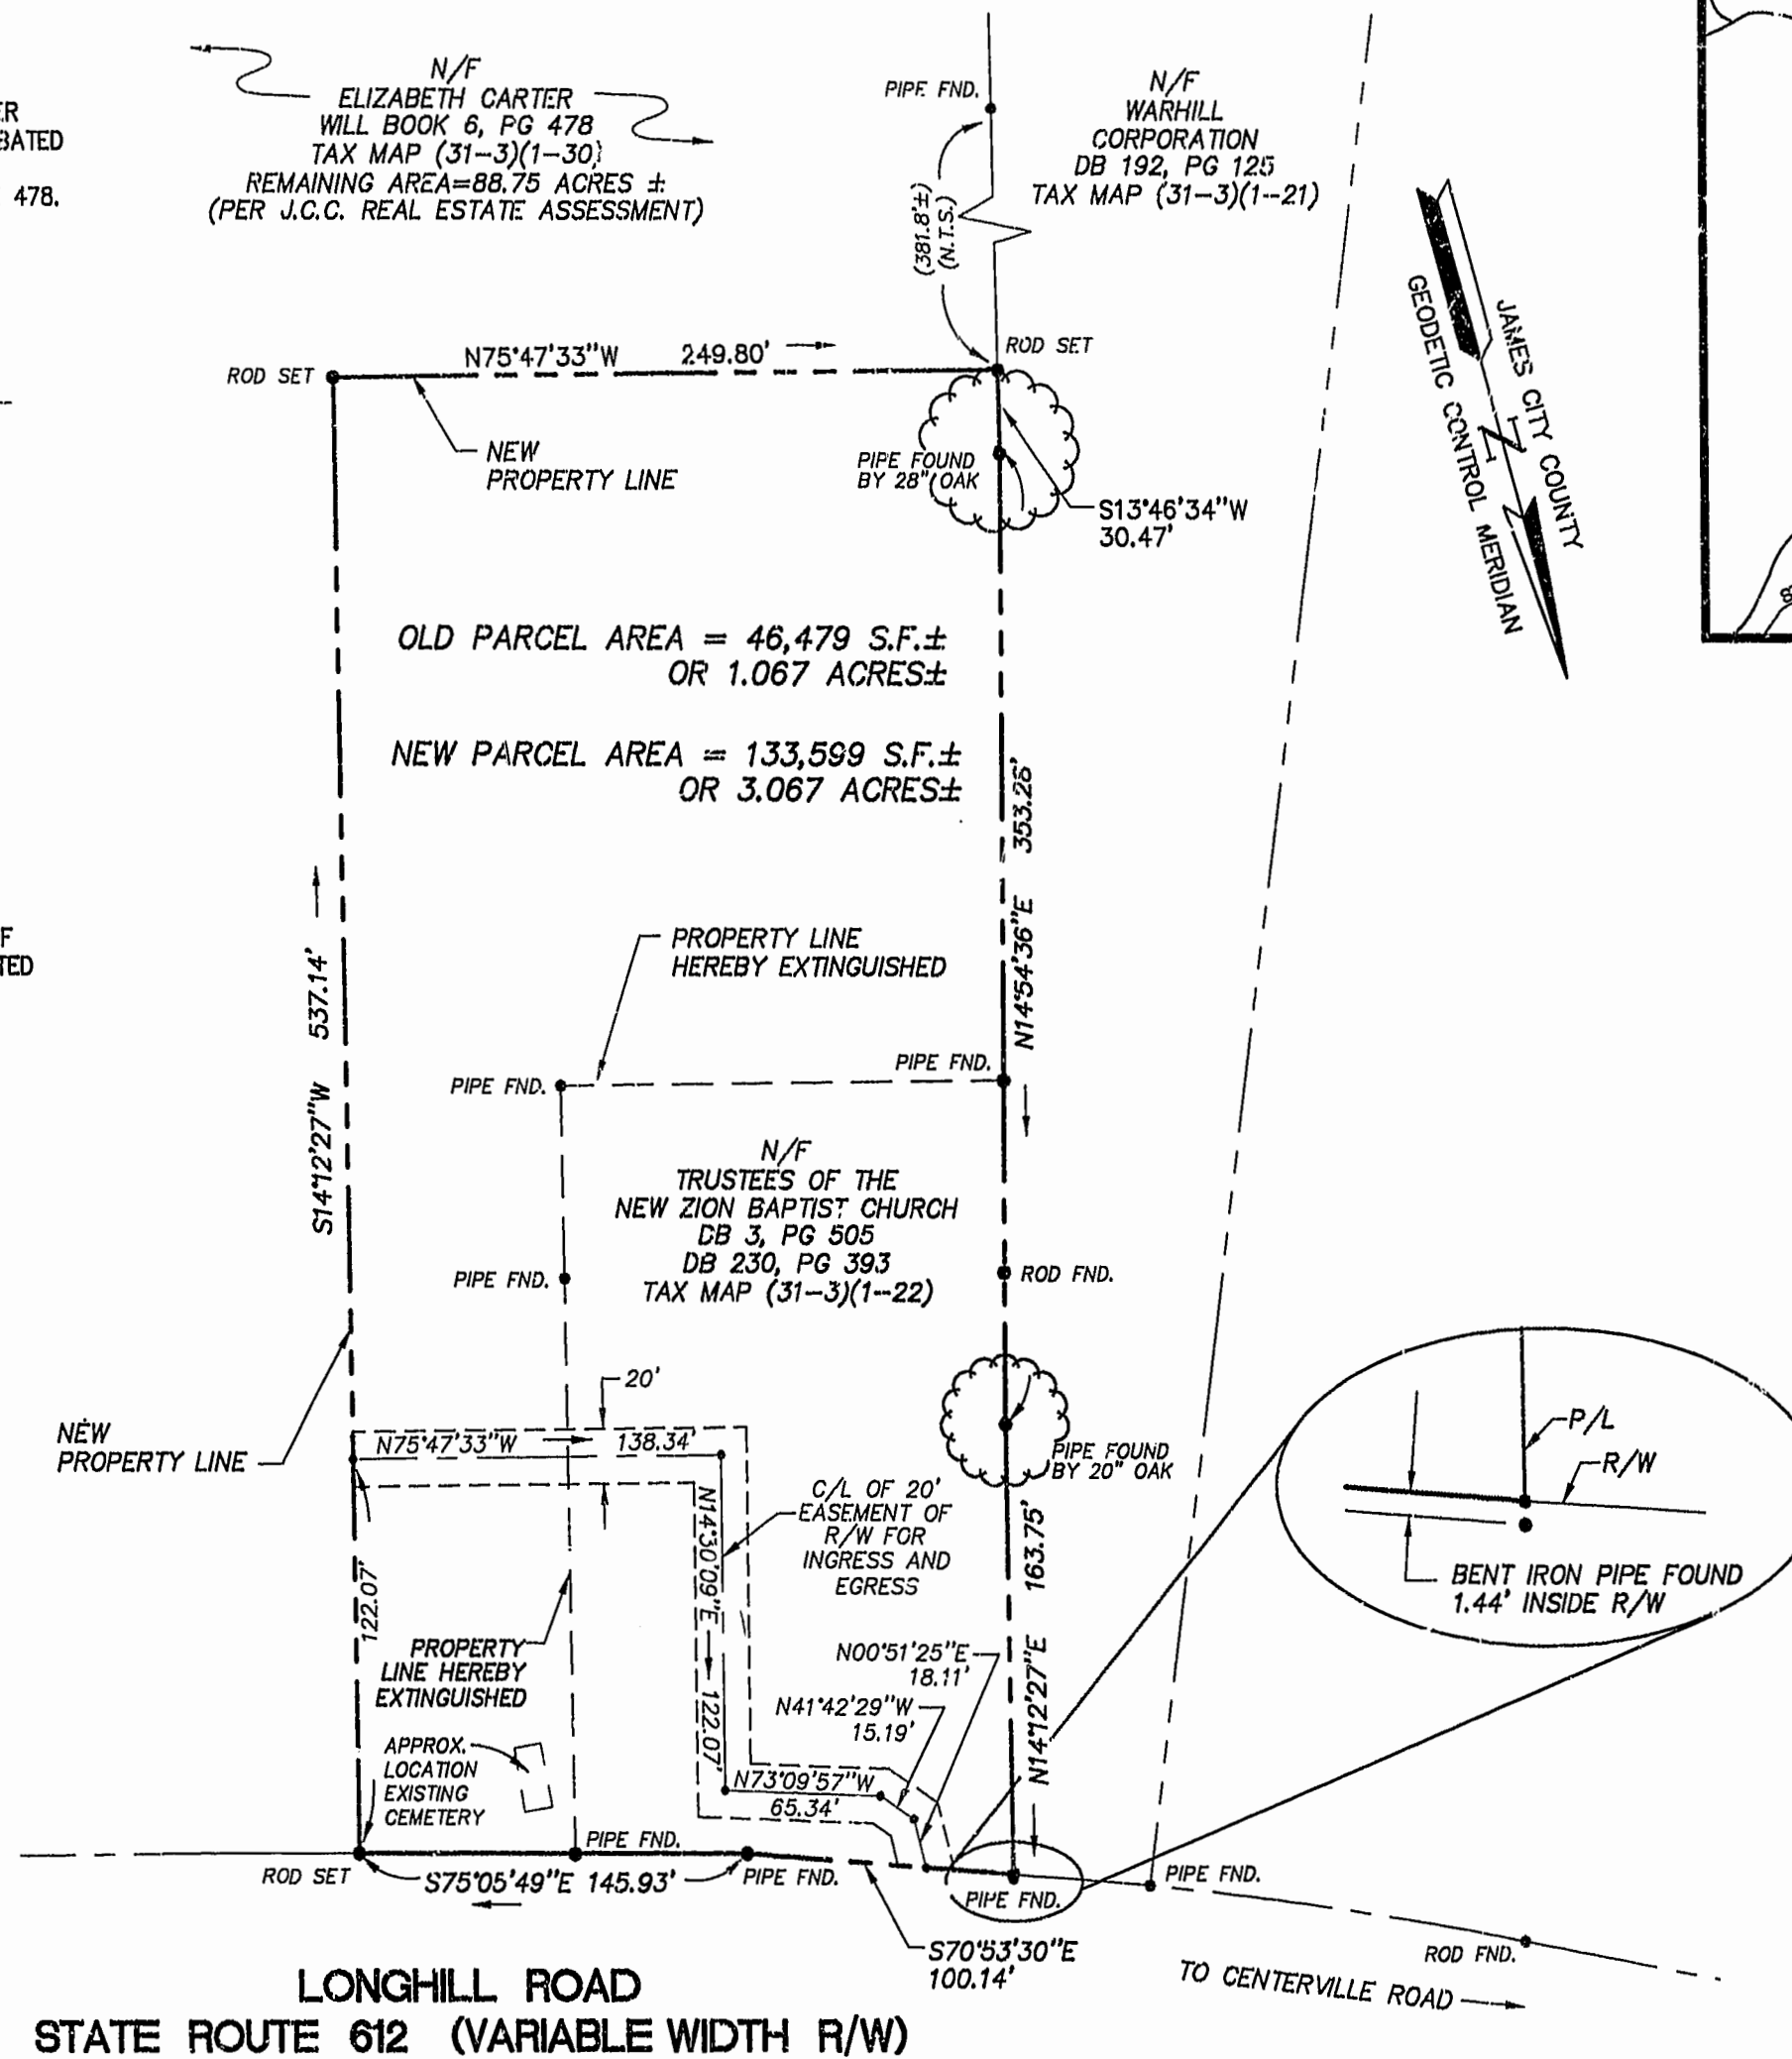 N/F
ELIZABETH CARTER
WILL BOOK 6, PG 478
TAX MAP (31-3)(1-30)
REMAINING AREA=88.75 ACRES ±
(PER J.C.C. REAL ESTATE ASSESSMENT)
ER
BATED
478.
PIPE FND.
N/F
WARHILL
CORPORATION
DB 192, PG 125
TAX MAP (31-3)(1--21)
(381.8'±)
(N.T.S.)
JAMES CITY COUNTY
GEODETIC CONTROL MERIDIAN
ROD SET
N75°47'33"W 249.80'
ROD SET
NEW
PROPERTY LINE
PIPE FOUND
BY 28" OAK
S13°46'34"W
30.47'
OLD PARCEL AREA = 46,479 S.F.±
OR 1.067 ACRES±
NEW PARCEL AREA = 133,599 S.F.±
OR 3.067 ACRES±
N14°54'36"E 353.26'
S14°12'27"W 537.14'
F
TED
PROPERTY LINE
HEREBY EXTINGUISHED
PIPE FND.
PIPE FND.
N/F
TRUSTEES OF THE
NEW ZION BAPTIST CHURCH
DB 3, PG 505
DB 230, PG 393
TAX MAP (31-3)(1--22)
PIPE FND.
ROD FND.
20'
NEW
PROPERTY LINE
N75°47'33"W 138.34'
PIPE FOUND
BY 20" OAK
C/L OF 20'
EASEMENT OF
R/W FOR
INGRESS AND
EGRESS
N14°30'09"E 122.07'
122.07'
N14°12'27"E 163.75'
P/L
R/W
BENT IRON PIPE FOUND
1.44' INSIDE R/W
PROPERTY
LINE HEREBY
EXTINGUISHED
N00°51'25"E
18.11'
N41°42'29"W
15.19'
APPROX.
LOCATION
EXISTING
CEMETERY
N73°09'57"W
65.34'
PIPE FND.
ROD SET
S75°05'49"E 145.93'
PIPE FND.
PIPE FND.
PIPE FND.
S70°53'30"E
100.14'
ROD FND.
TO CENTERVILLE ROAD
LONGHILL ROAD
STATE ROUTE 612 (VARIABLE WIDTH R/W)